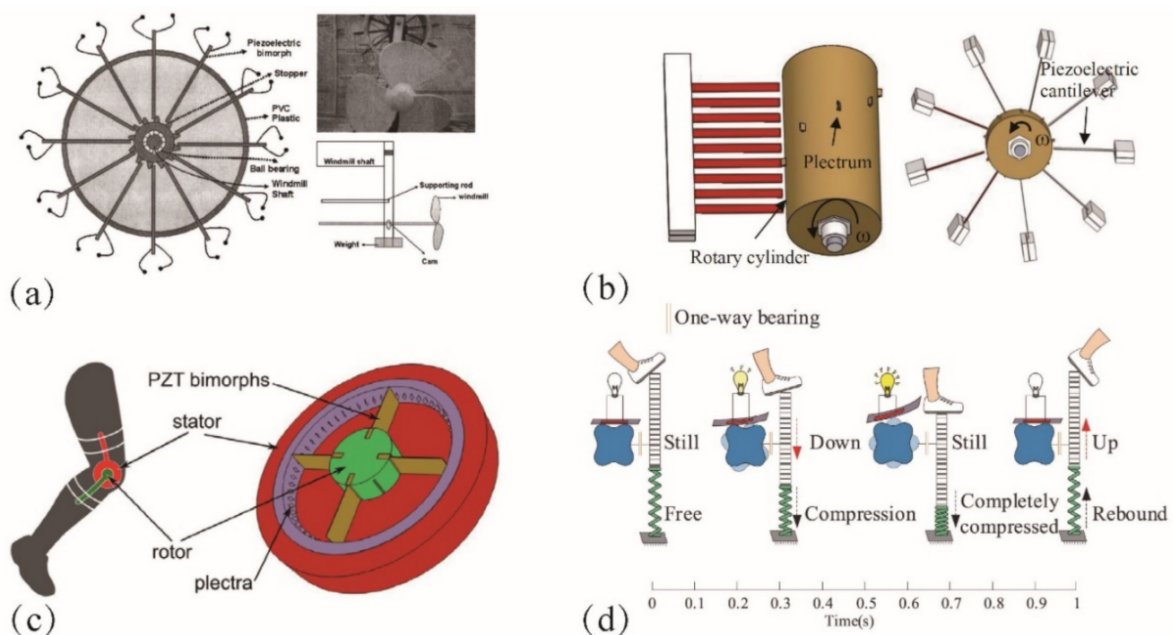 Piezoelectric
bimorph
Stopper
PVC
Plastic
Ball bearing
Windmill
Shaft
Windmill shaft
Supporting rod
windmill
Weight
Cam
(a)
Plectrum
Rotary cylinder
ω
Piezoelectric
cantilever
ω
(b)
PZT bimorphs
stator
rotor
plectra
(c)
One-way bearing
Still
Free
Down
Compression
Still
Completely
compressed
Up
Rebound
0 0.1 0.2 0.3 0.4 0.5 0.6 0.7 0.8 0.9 1
Time(s)
(d)